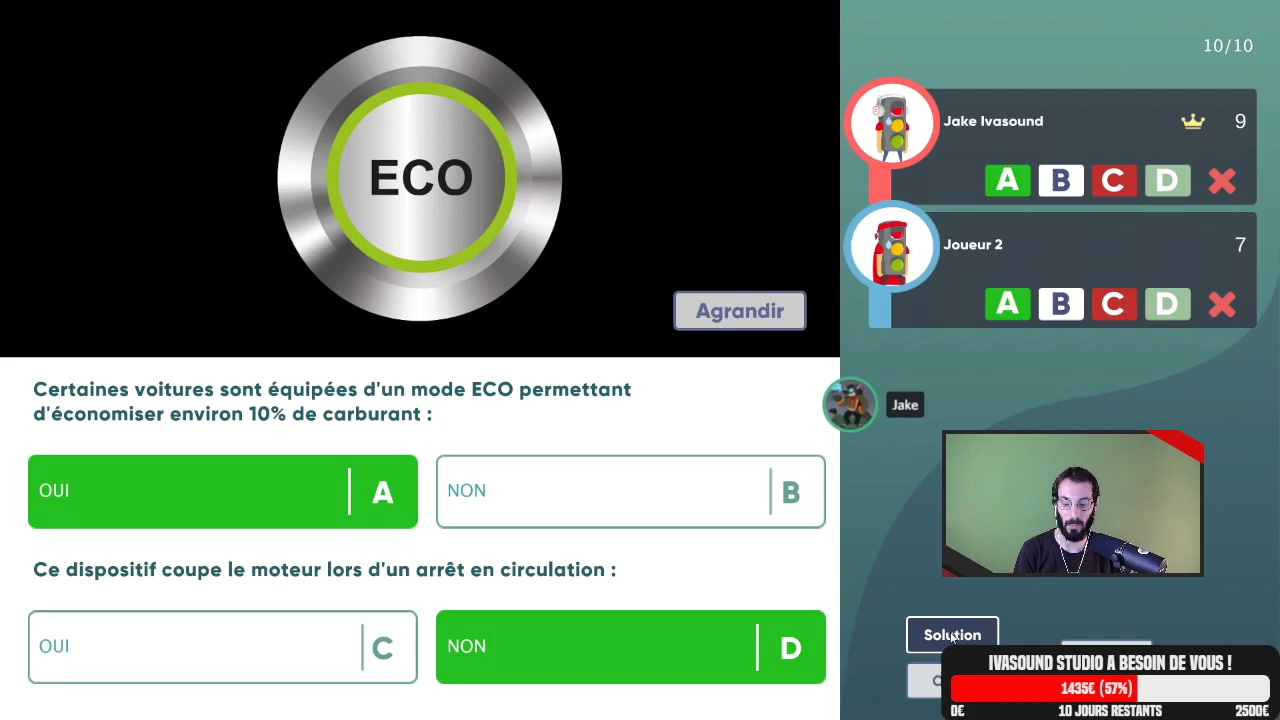 ECO
Agrandir
Certaines voitures sont équipées d'un mode ECO permettant
d'économiser environ 10% de carburant :
OUI A
NON B
Ce dispositif coupe le moteur lors d'un arrêt en circulation :
OUI C
NON D
10/10
Jake Ivasound 9
A B C D
Joueur 2 7
A B C D
Jake
Solution
IVASOUND STUDIO A BESOIN DE VOUS !
1435€ (57%)
0€ 10 JOURS RESTANTS 2500€